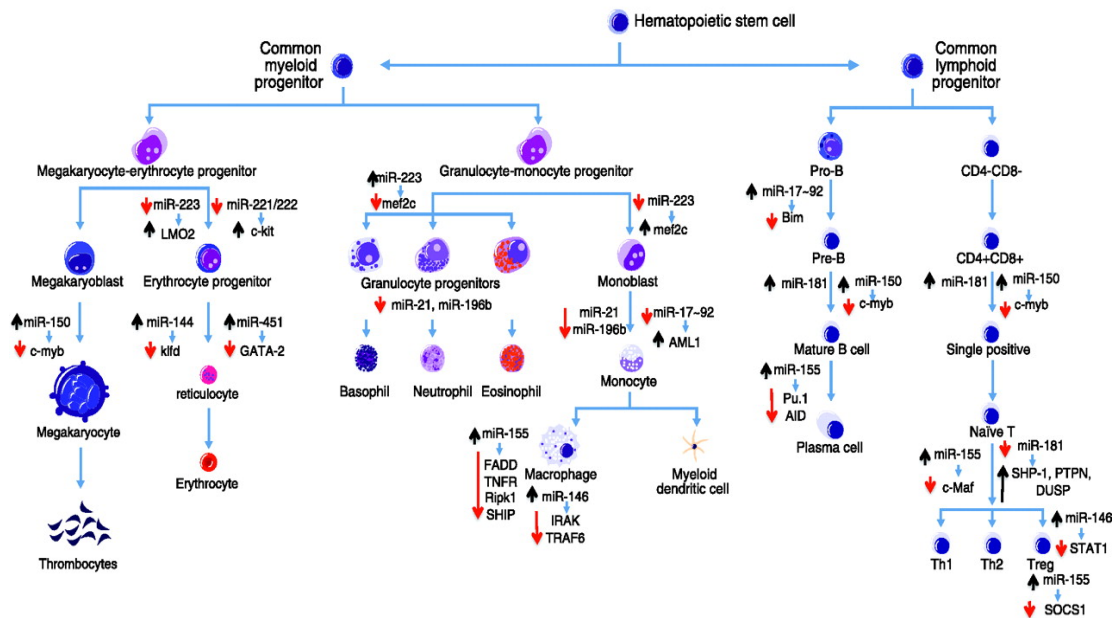 Hematopoietic stem cell
Common
myeloid
progenitor
Common
lymphoid
progenitor
Megakaryocyte-erythrocyte progenitor
Granulocyte-monocyte progenitor
Pro-B
CD4-CD8-
miR-223
LMO2
miR-221/222
c-kit
miR-223
mef2c
miR-223
mef2c
miR-17~92
Bim
Megakaryoblast
Erythrocyte progenitor
Granulocyte progenitors
Monoblast
Pre-B
CD4+CD8+
miR-150
c-myb
miR-144
klfd
miR-451
GATA-2
miR-21, miR-196b
miR-21
miR-196b
miR-17~92
AML1
miR-181
miR-150
c-myb
miR-181
miR-150
c-myb
Megakaryocyte
reticulocyte
Basophil
Neutrophil
Eosinophil
Monocyte
Mature B cell
Single positive
miR-155
Pu.1
AID
Erythrocyte
miR-155
FADD
TNFR
Ripk1
SHIP
Macrophage
miR-146
IRAK
TRAF6
Myeloid
dendritic cell
Plasma cell
Naïve T
miR-155
c-Maf
miR-181
SHP-1, PTPN,
DUSP
Thrombocytes
Th1
Th2
Treg
miR-146
STAT1
miR-155
SOCS1